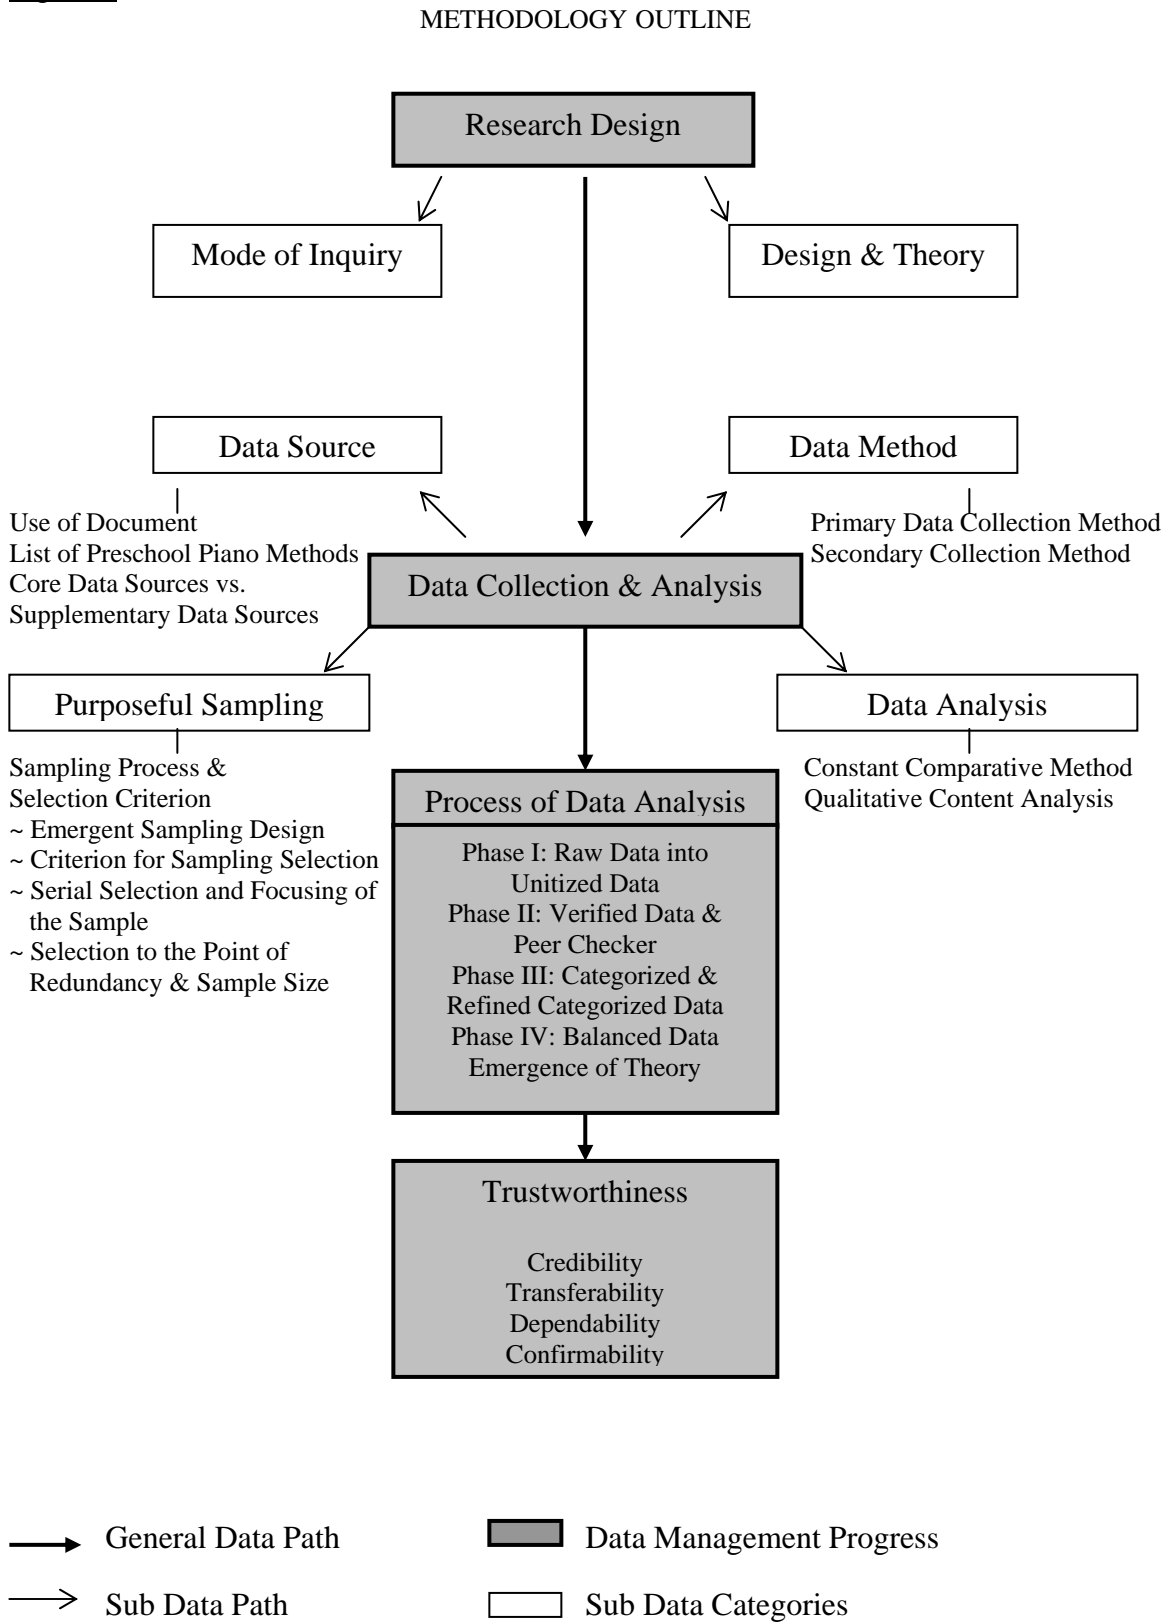 METHODOLOGY OUTLINE
Research Design
Mode of Inquiry
Design & Theory
Data Source
Data Method
Use of Document
List of Preschool Piano Methods
Core Data Sources vs.
Supplementary Data Sources
Primary Data Collection Method
Secondary Collection Method
Data Collection & Analysis
Purposeful Sampling
Data Analysis
Sampling Process &
Selection Criterion
~ Emergent Sampling Design
~ Criterion for Sampling Selection
~ Serial Selection and Focusing of
the Sample
~ Selection to the Point of
Redundancy & Sample Size
Constant Comparative Method
Qualitative Content Analysis
Process of Data Analysis
Phase I: Raw Data into
Unitized Data
Phase II: Verified Data &
Peer Checker
Phase III: Categorized &
Refined Categorized Data
Phase IV: Balanced Data
Emergence of Theory
Trustworthiness
Credibility
Transferability
Dependability
Confirmability
General Data Path
Data Management Progress
Sub Data Path
Sub Data Categories